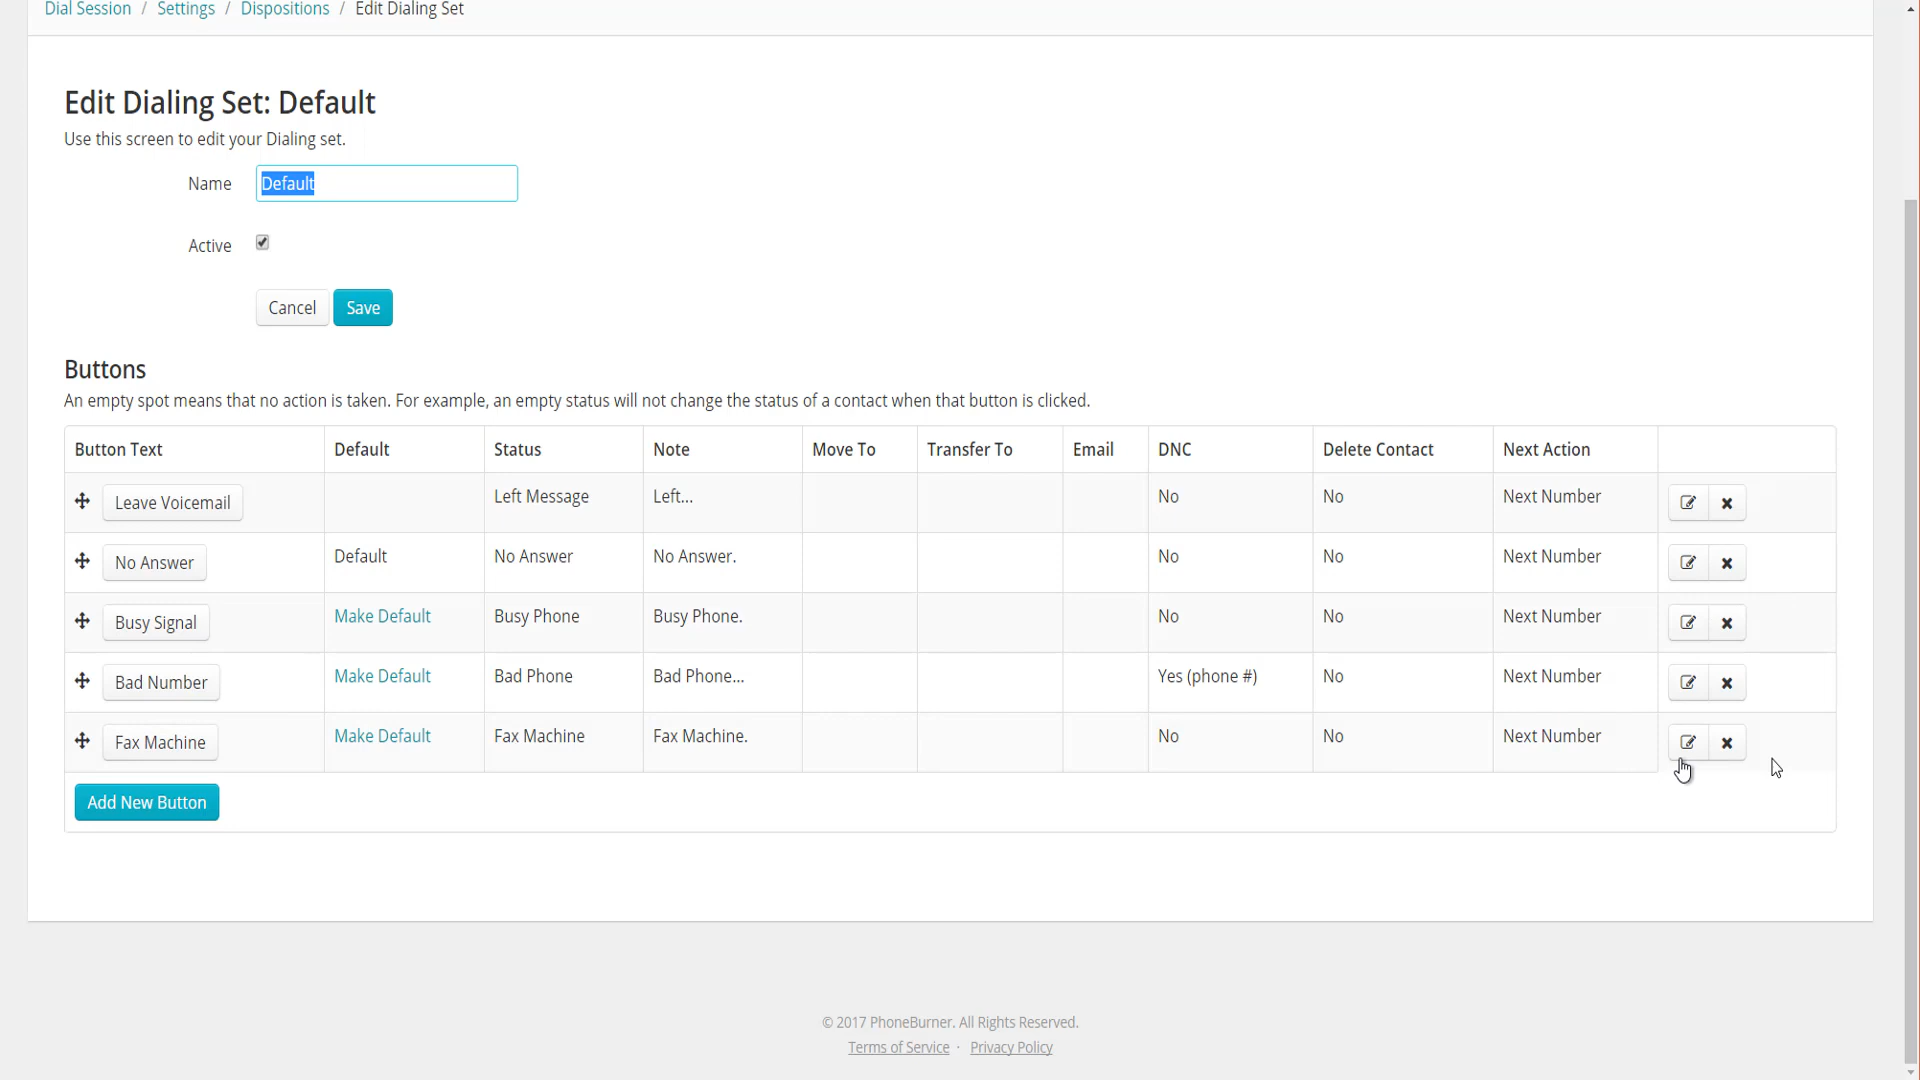 Dial Session / Settings / Dispositions / Edit Dialing Set
Edit Dialing Set: Default
Use this screen to edit your Dialing set.
Name Default
Active
Cancel Save
Buttons
An empty spot means that no action is taken. For example, an empty status will not change the status of a contact when that button is clicked.
Button Text Default Status Note Move To Transfer To Email DNC Delete Contact Next Action
Leave Voicemail Left Message Left... No No Next Number
No Answer Default No Answer No Answer. No No Next Number
Busy Signal Make Default Busy Phone Busy Phone. No No Next Number
Bad Number Make Default Bad Phone Bad Phone... Yes (phone #) No Next Number
Fax Machine Make Default Fax Machine Fax Machine. No No Next Number
Add New Button
© 2017 PhoneBurner. All Rights Reserved.
Terms of Service · Privacy Policy